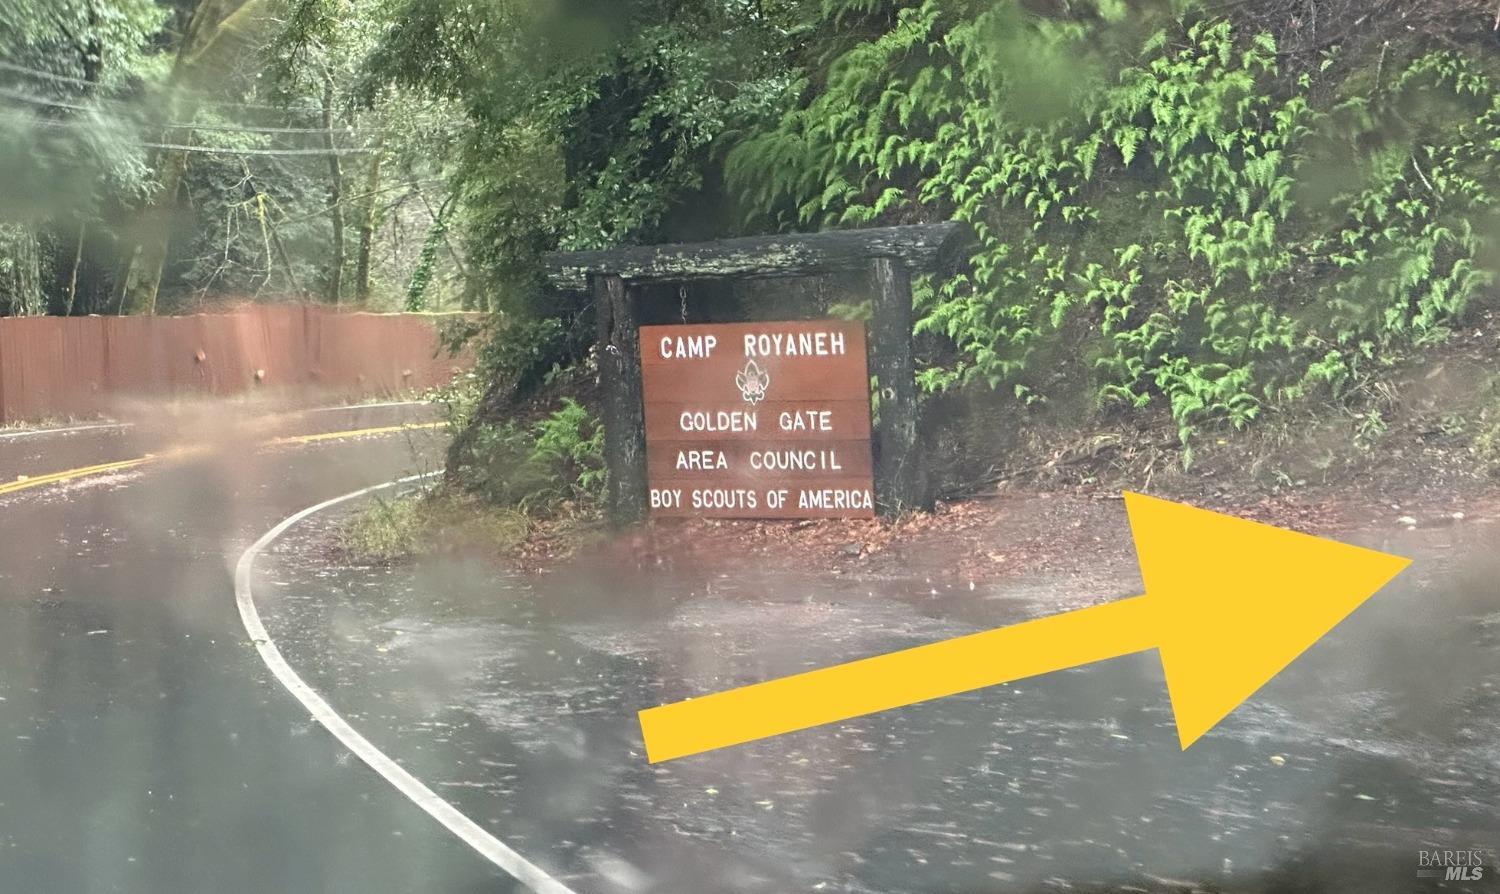 CAMP ROYANEH
GOLDEN GATE
AREA COUNCIL
BOY SCOUTS OF AMERICA
BAREIS
MLS